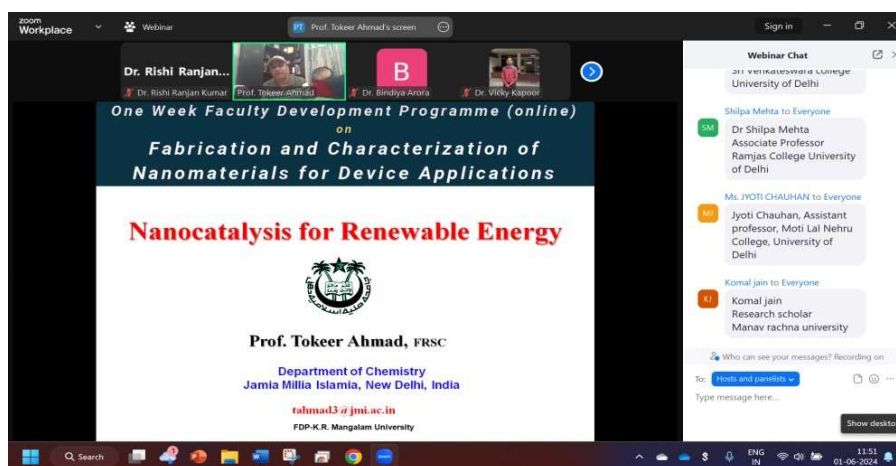 zoom
Workplace
Webinar
PT Prof. Tokeer Ahmad's screen
Sign in
Dr. Rishi Ranjan...
Dr. Rishi Ranjan Kumar
Prof. Tokeer Ahmad
B
Dr. Bindiya Arora
Dr. Vicky Kapoor
One Week Faculty Development Programme (online)
on
Fabrication and Characterization of
Nanomaterials for Device Applications
Nanocatalysis for Renewable Energy
Prof. Tokeer Ahmad, FRSC
Department of Chemistry
Jamia Millia Islamia, New Delhi, India
tahmad3@jmi.ac.in
FDP-K.R. Mangalam University
Webinar Chat
Sri Venkateswara College
University of Delhi
Shilpa Mehta to Everyone
SM
Dr Shilpa Mehta
Associate Professor
Ramjas College University
of Delhi
Ms. JYOTI CHAUHAN to Everyone
MJ
Jyoti Chauhan, Assistant
professor, Moti Lal Nehru
College, University of
Delhi
Komal jain to Everyone
KJ
Komal jain
Research scholar
Manav rachna university
Who can see your messages? Recording on
To: Hosts and panelists
Type message here...
Show deskto
Search
ENG
IN
11:51
01-06-2024